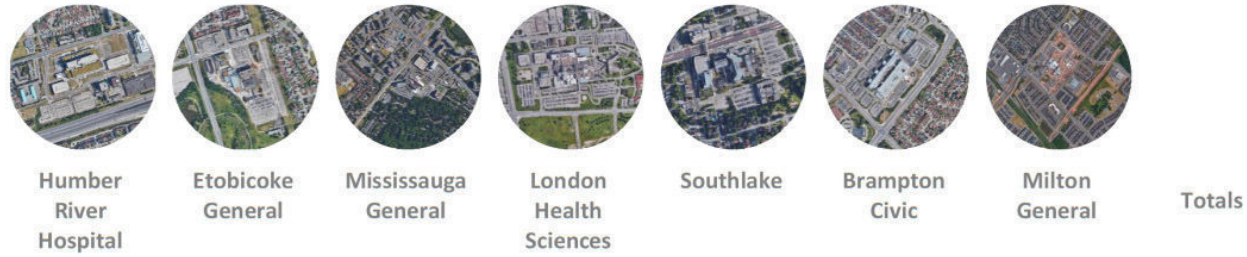 Humber
River
Hospital
Etobicoke
General
Mississauga
General
London
Health
Sciences
Southlake
Brampton
Civic
Milton
General
Totals